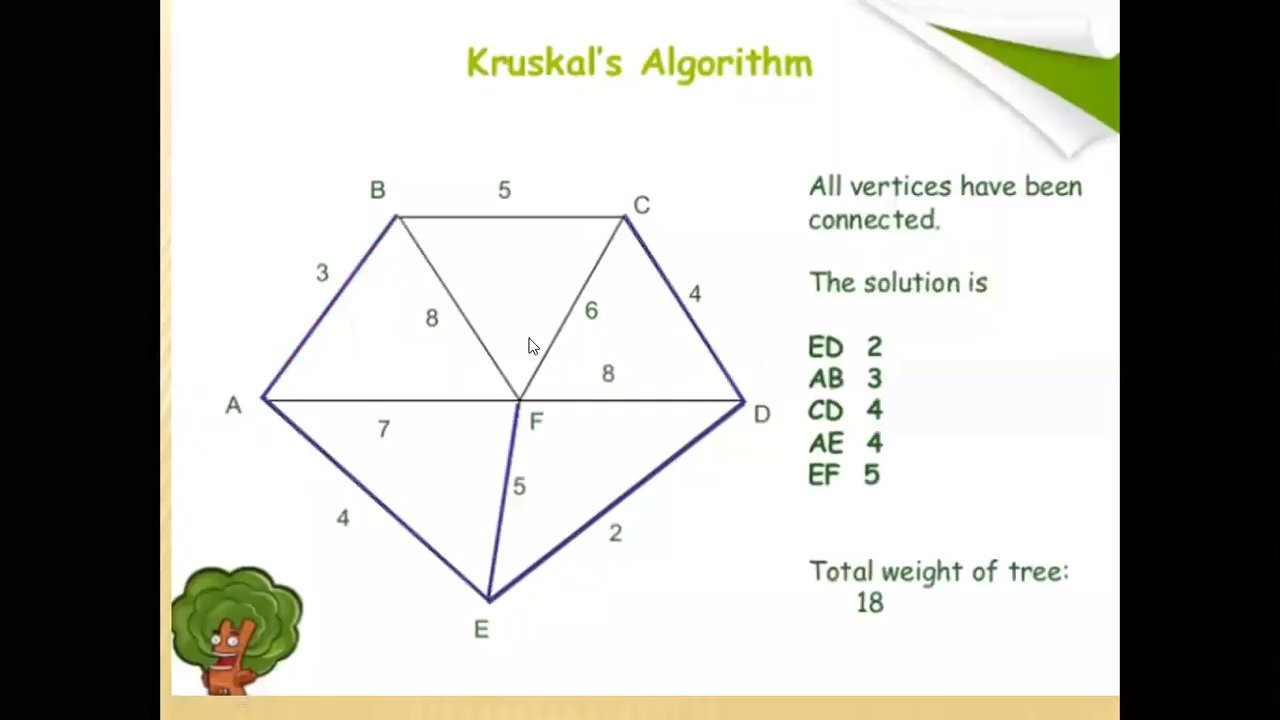 Kruskal's Algorithm
B
5
C
All vertices have been
connected.
3
8
6
4
The solution is
ED 2
AB 3
CD 4
AE 4
EF 5
A
7
F
8
D
4
5
2
E
Total weight of tree:
18